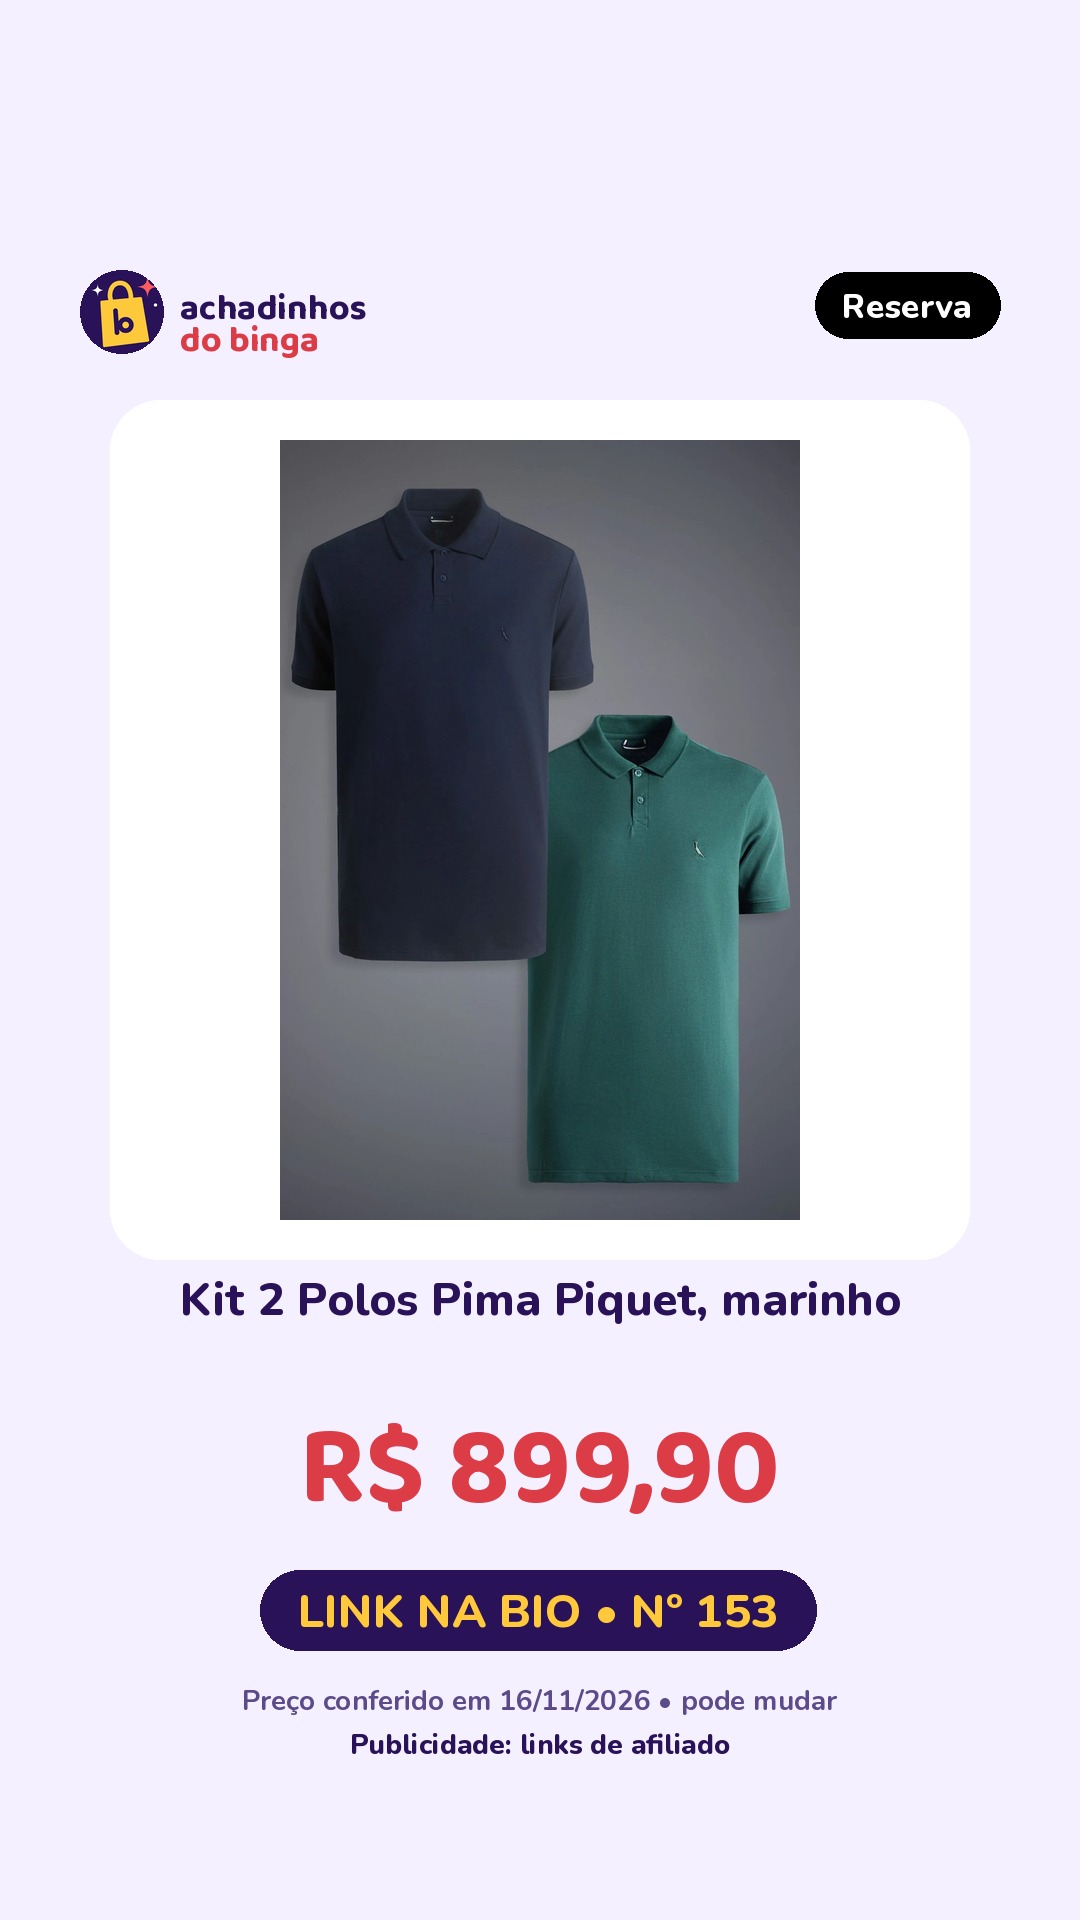 b
achadinhos
do binga
Reserva
Kit 2 Polos Pima Piquet, marinho
R$ 899,90
LINK NA BIO • Nº 153
Preço conferido em 16/11/2026 • pode mudar
Publicidade: links de afiliado